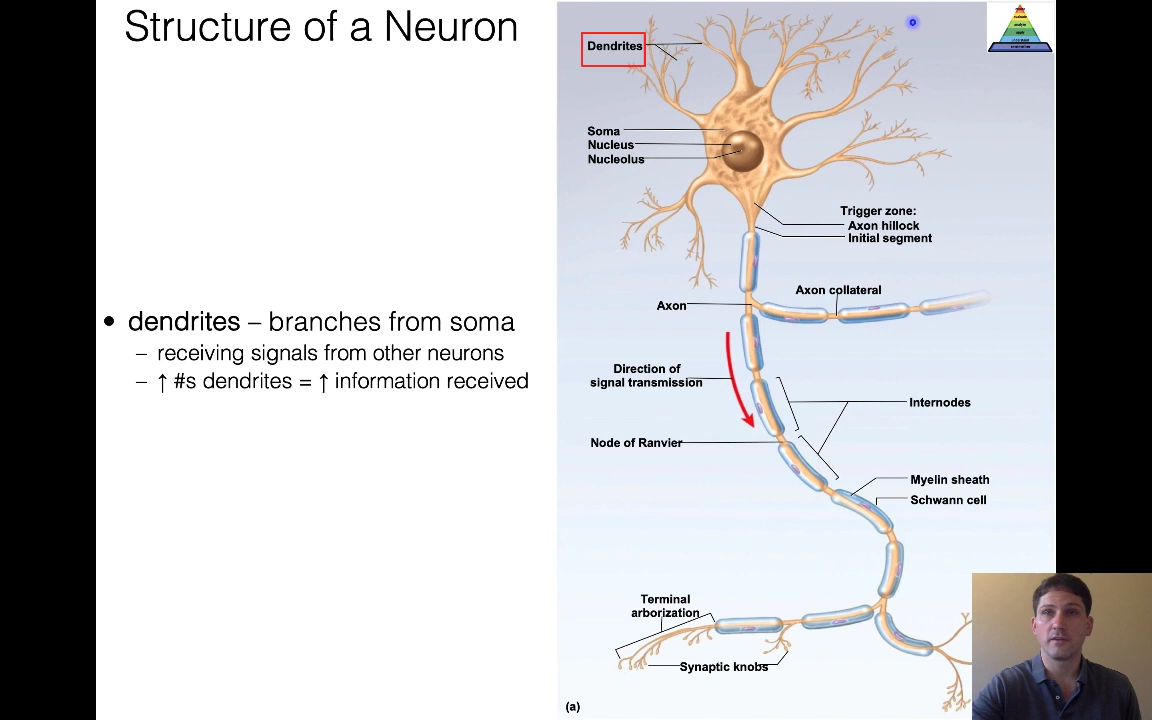 Structure of a Neuron
• dendrites – branches from soma
– receiving signals from other neurons
– ↑ #s dendrites = ↑ information received
Dendrites
Soma
Nucleus
Nucleolus
Trigger zone:
Axon hillock
Initial segment
Axon collateral
Axon
Direction of
signal transmission
Internodes
Node of Ranvier
Myelin sheath
Schwann cell
Terminal
arborization
Synaptic knobs
(a)